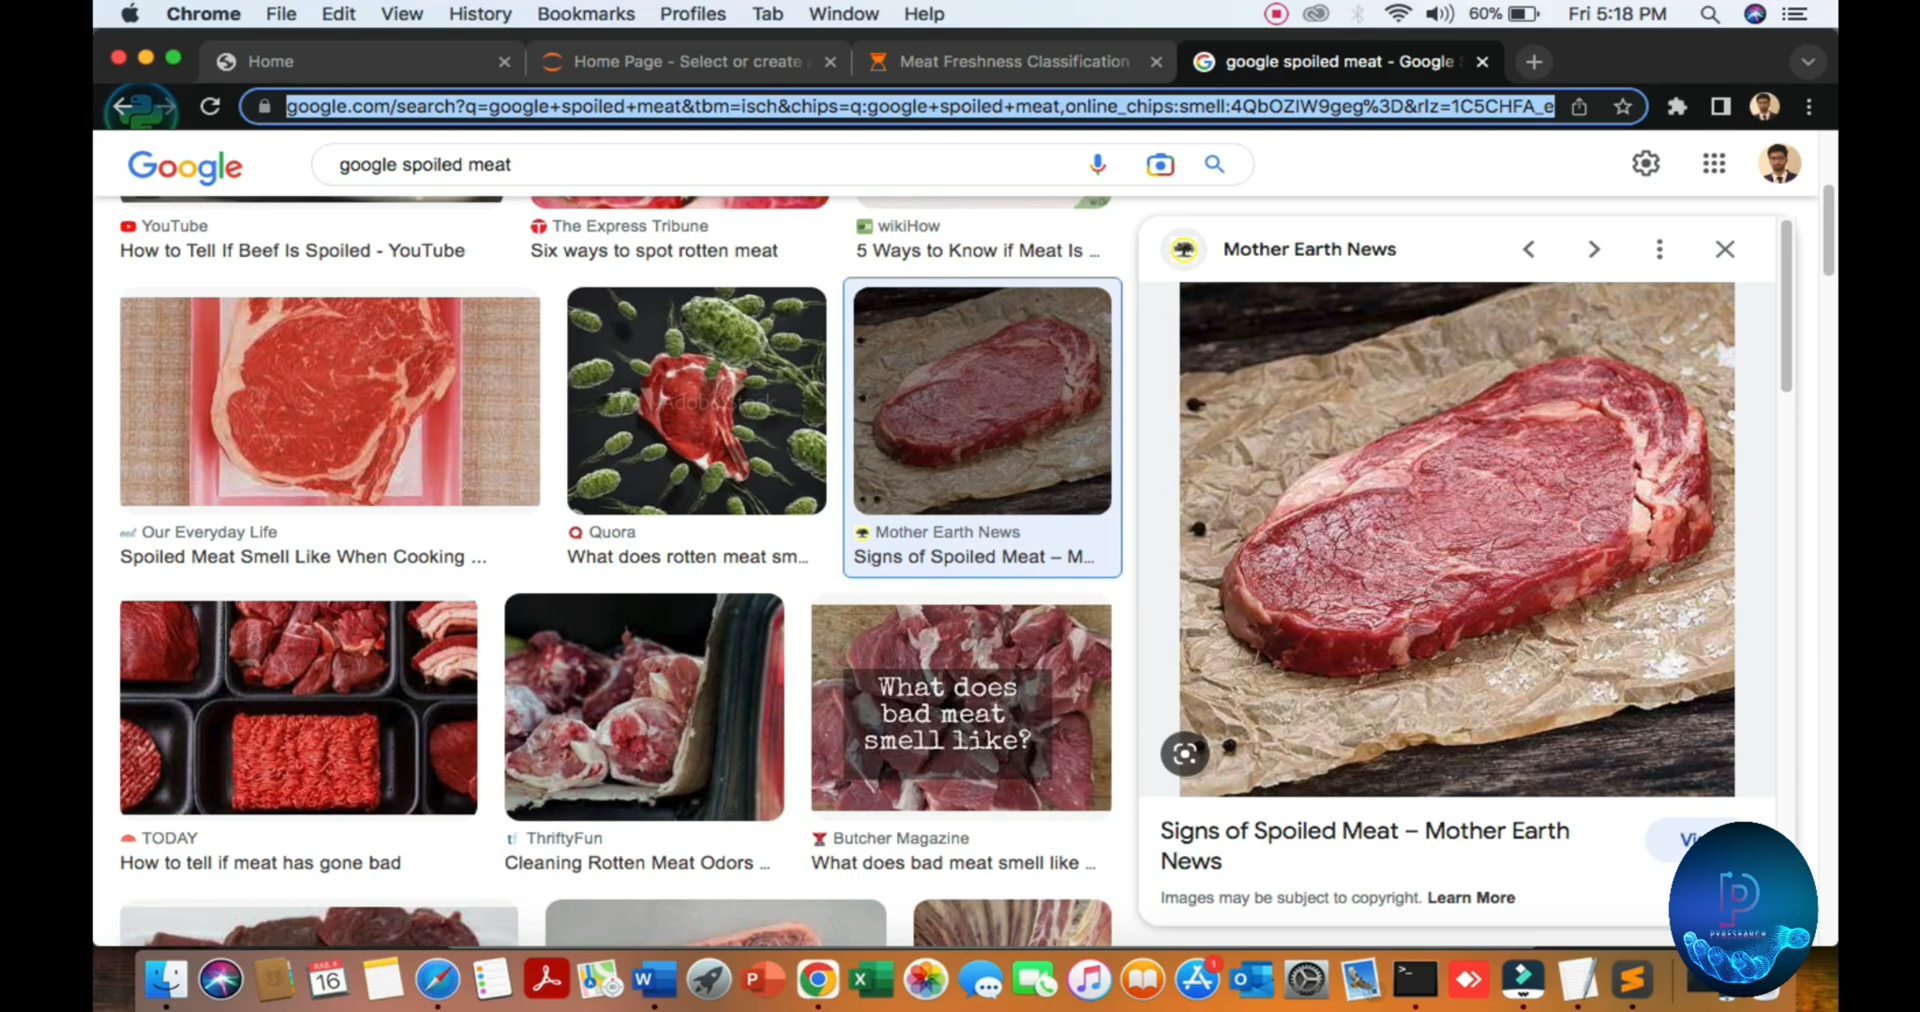 Chrome File Edit View History Bookmarks Profiles Tab Window Help 60% Fri 5:18 PM
Home Home Page - Select or create Meat Freshness Classification google spoiled meat - Google
google.com/search?q=google+spoiled+meat&tbm=isch&chips=q:google+spoiled+meat,online_chips:smell:4QbOZIW9geg%3D&rlz=1C5CHFA_e
Google google spoiled meat
YouTube The Express Tribune wikiHow
How to Tell If Beef Is Spoiled - YouTube Six ways to spot rotten meat 5 Ways to Know if Meat Is ...
Mother Earth News
Our Everyday Life Quora Mother Earth News
Spoiled Meat Smell Like When Cooking ... What does rotten meat sm... Signs of Spoiled Meat – M...
What does
bad meat
smell like?
TODAY ThriftyFun Butcher Magazine
How to tell if meat has gone bad Cleaning Rotten Meat Odors ... What does bad meat smell like ...
Signs of Spoiled Meat – Mother Earth
News
Images may be subject to copyright. Learn More
PYRESEARCH
16
1